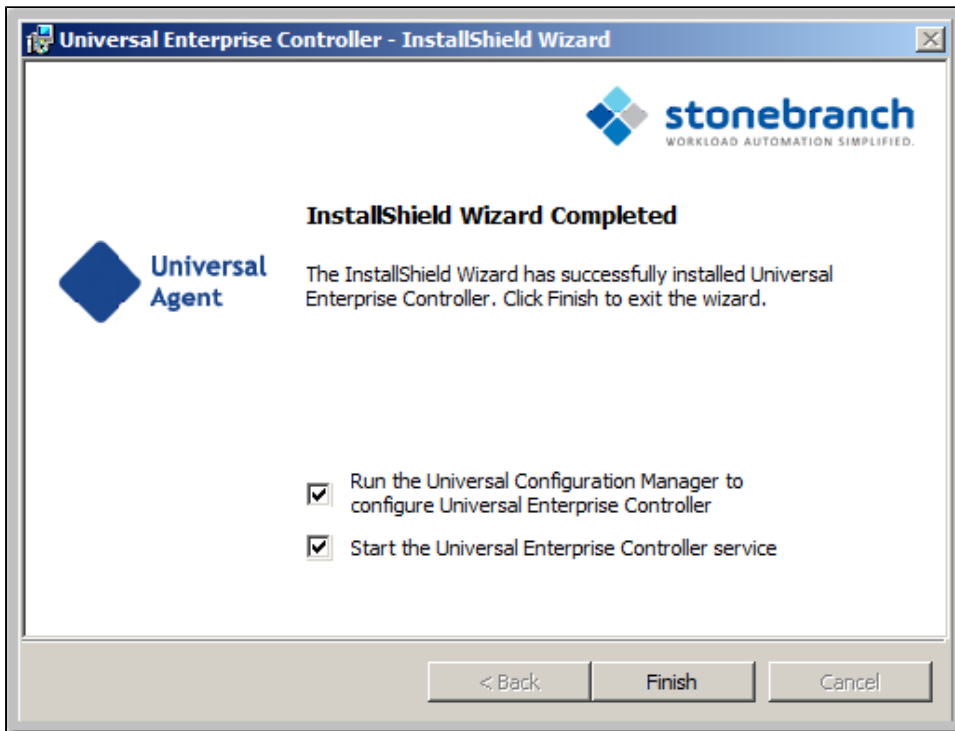 Universal Enterprise Controller - InstallShield Wizard
stonebranch
WORKLOAD AUTOMATION SIMPLIFIED.
InstallShield Wizard Completed
Universal
Agent
The InstallShield Wizard has successfully installed Universal
Enterprise Controller. Click Finish to exit the wizard.
Run the Universal Configuration Manager to
configure Universal Enterprise Controller
Start the Universal Enterprise Controller service
< Back
Finish
Cancel